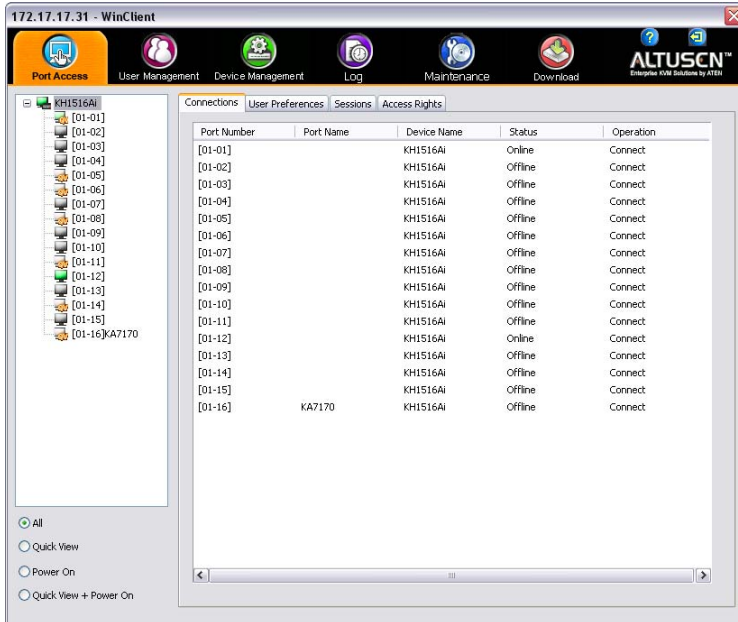 172.17.17.31 - WinClient
Port Access User Management Device Management Log Maintenance Download
ALTUSCN™
Enterprise KVM Solutions by ATEN
KH1516Ai
[01-01]
[01-02]
[01-03]
[01-04]
[01-05]
[01-06]
[01-07]
[01-08]
[01-09]
[01-10]
[01-11]
[01-12]
[01-13]
[01-14]
[01-15]
[01-16]KA7170
All
Quick View
Power On
Quick View + Power On
Connections User Preferences Sessions Access Rights
Port Number Port Name Device Name Status Operation
[01-01] KH1516Ai Online Connect
[01-02] KH1516Ai Offline Connect
[01-03] KH1516Ai Offline Connect
[01-04] KH1516Ai Offline Connect
[01-05] KH1516Ai Offline Connect
[01-06] KH1516Ai Offline Connect
[01-07] KH1516Ai Offline Connect
[01-08] KH1516Ai Offline Connect
[01-09] KH1516Ai Offline Connect
[01-10] KH1516Ai Offline Connect
[01-11] KH1516Ai Offline Connect
[01-12] KH1516Ai Online Connect
[01-13] KH1516Ai Offline Connect
[01-14] KH1516Ai Offline Connect
[01-15] KH1516Ai Offline Connect
[01-16] KA7170 KH1516Ai Offline Connect